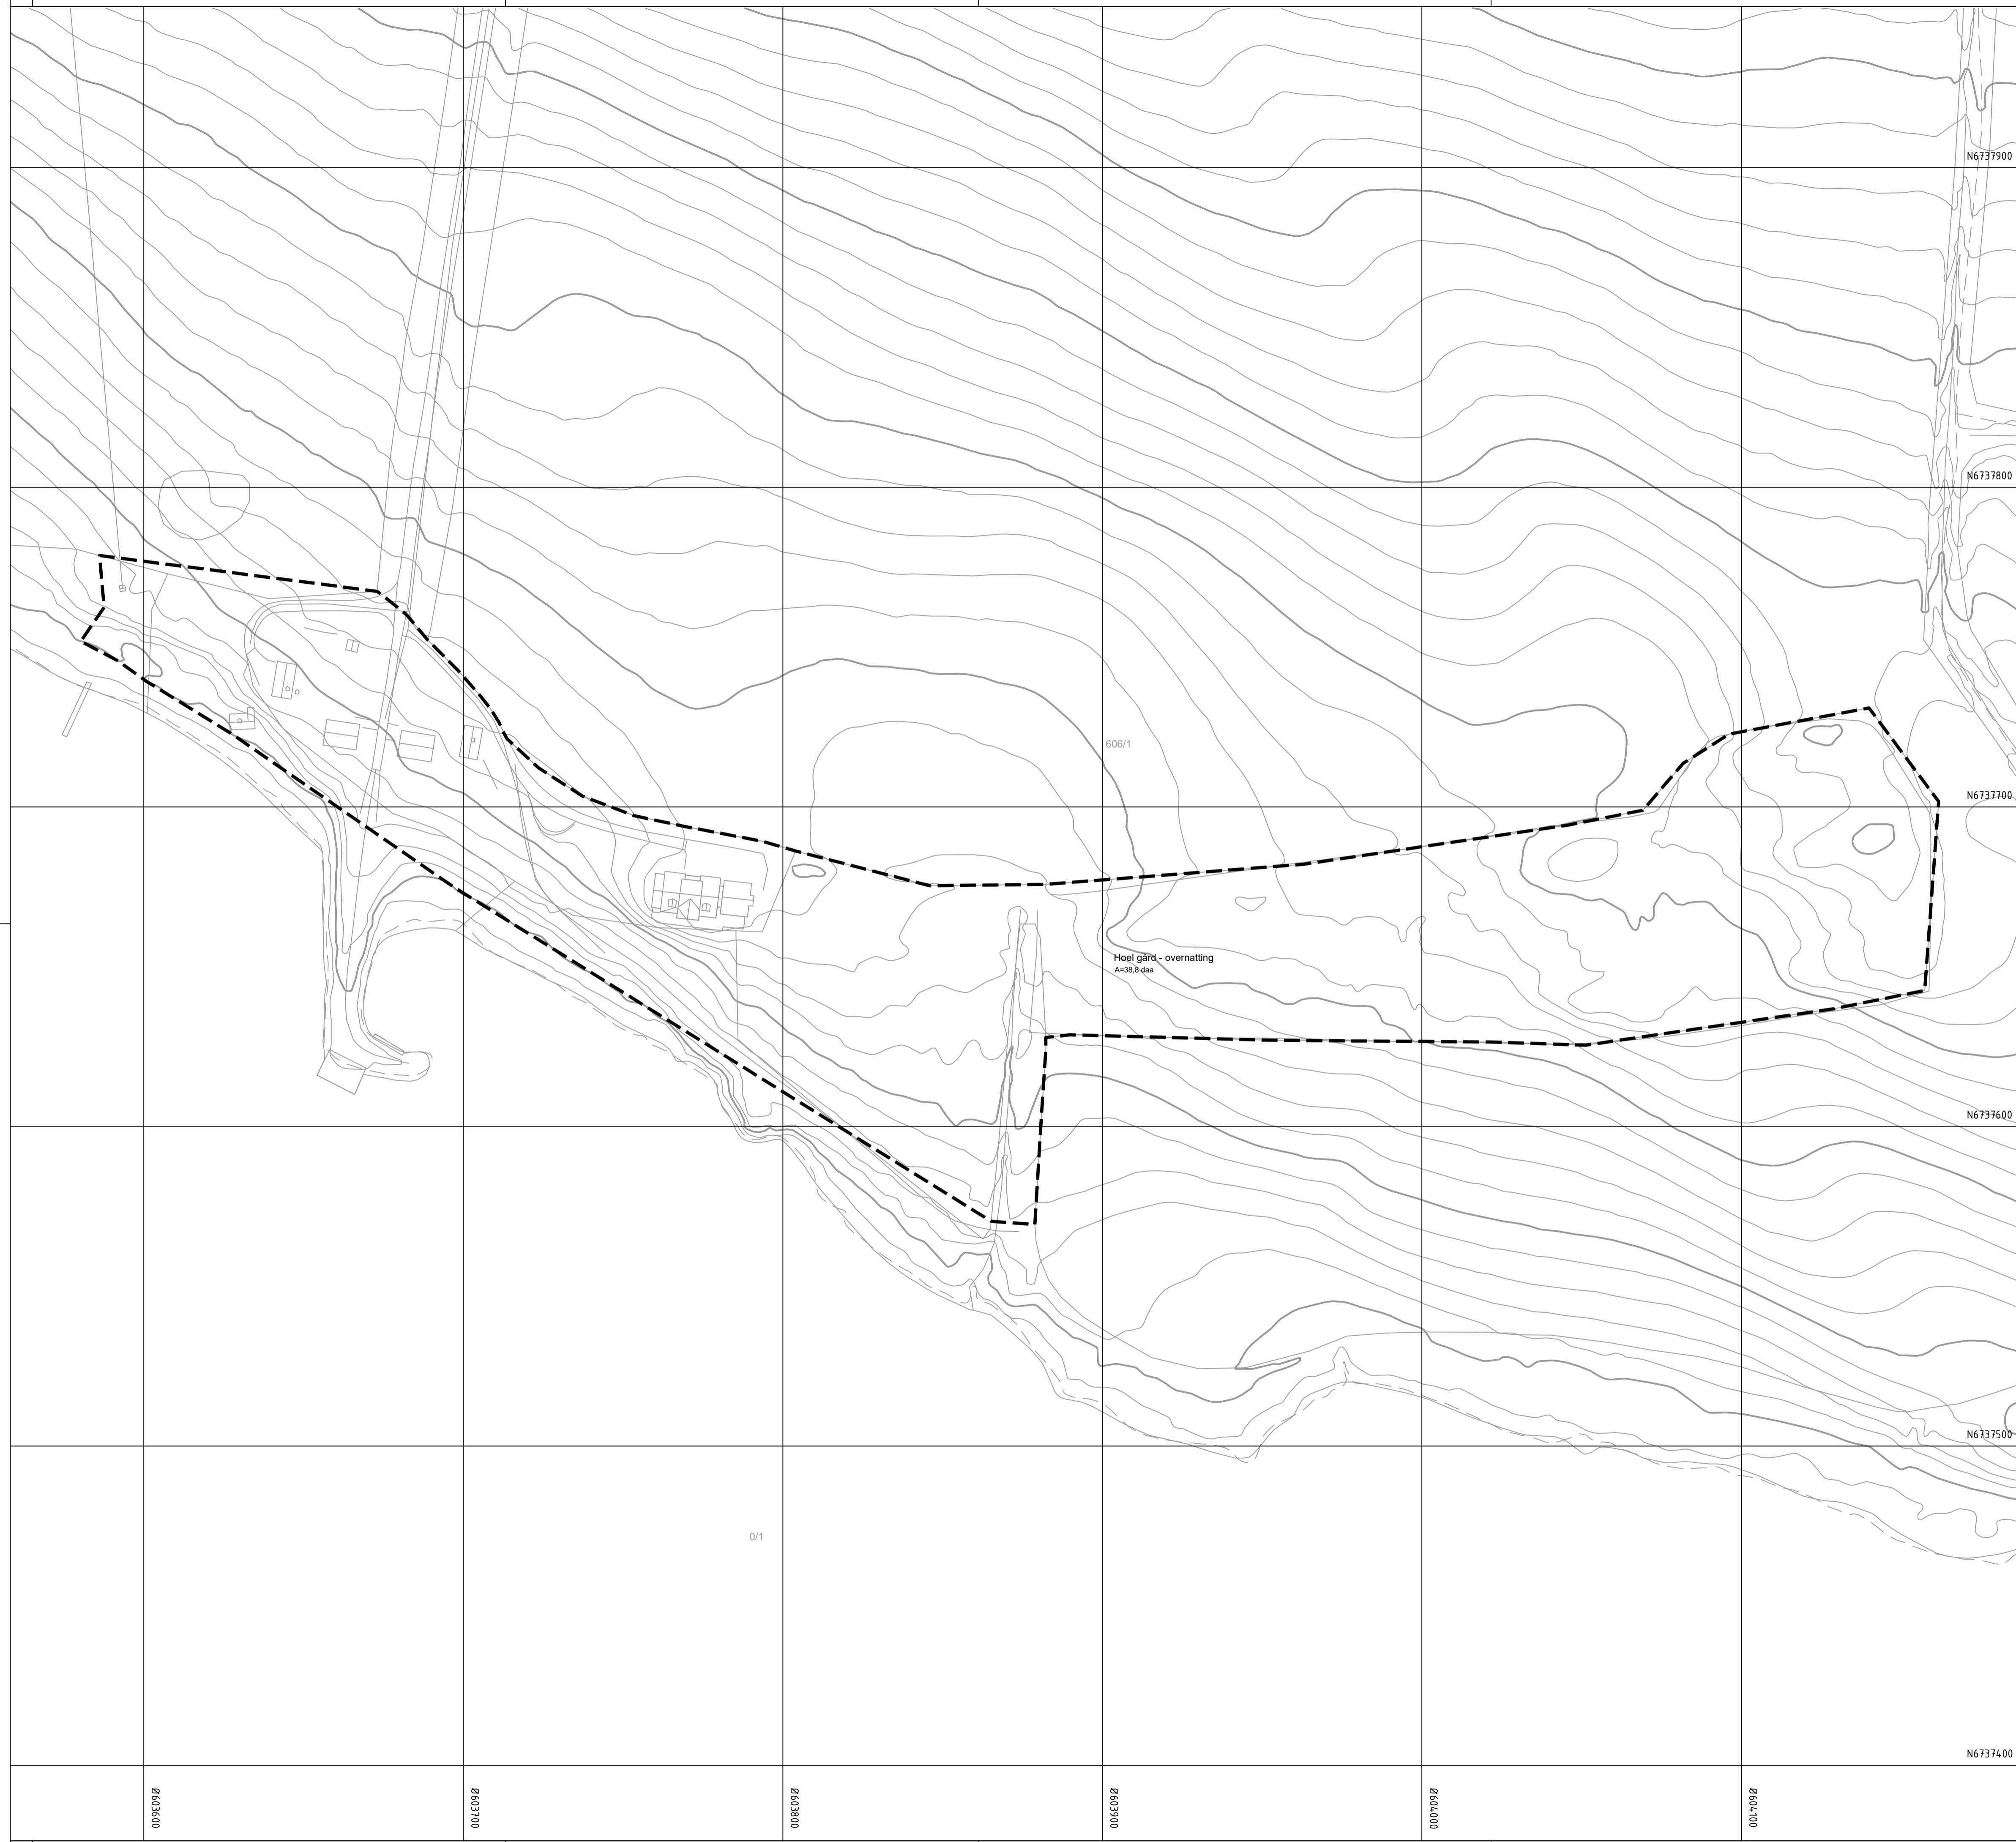 N6737900
N6737800
606/1
N6737700
Hoel gård - overnatting
A=38,8 daa
N6737600
N6737500
0/1
N6737400
Ø603600
Ø603700
Ø603800
Ø603900
Ø604000
Ø604100